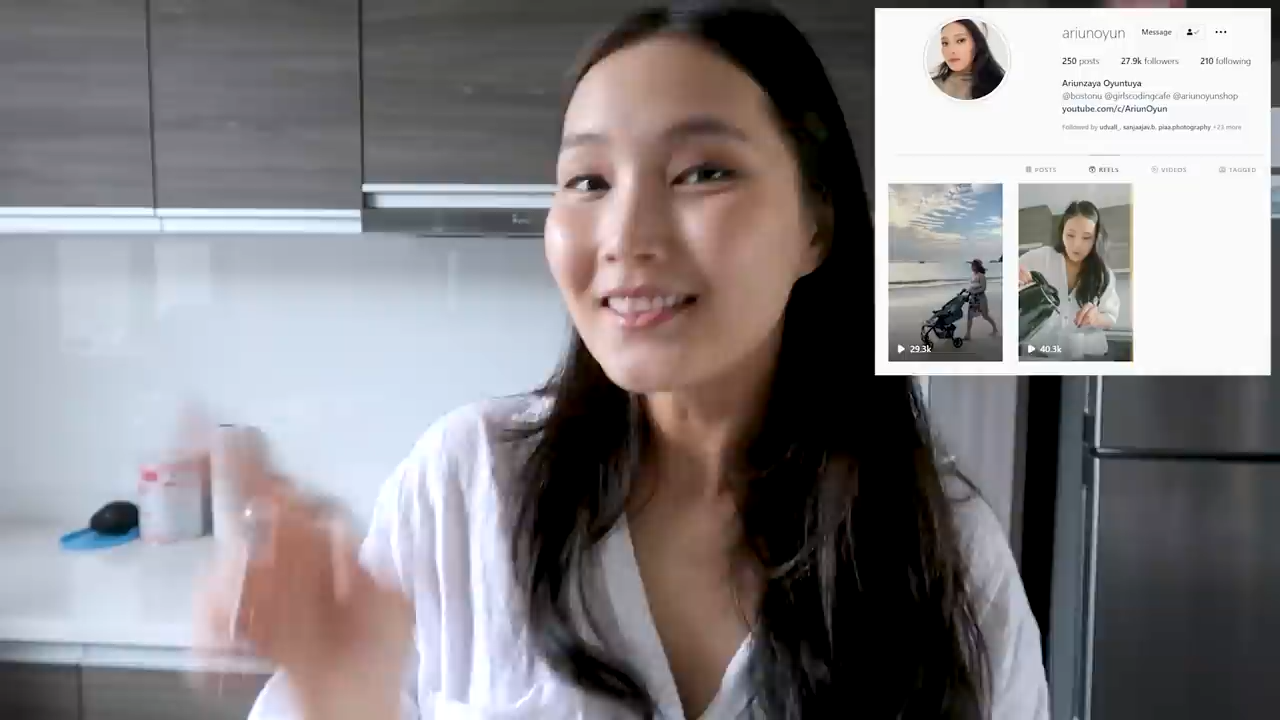 ariunoyun Message
250 posts 27.9k followers 210 following
Ariunzaya Oyuntuya
@bostonu @girlscodingcafe @ariunoyunshop
youtube.com/c/AriunOyun
Followed by udvall_, sanjaajav.b, piaa.photography +23 more
POSTS REELS VIDEOS TAGGED
29.3k 40.3k